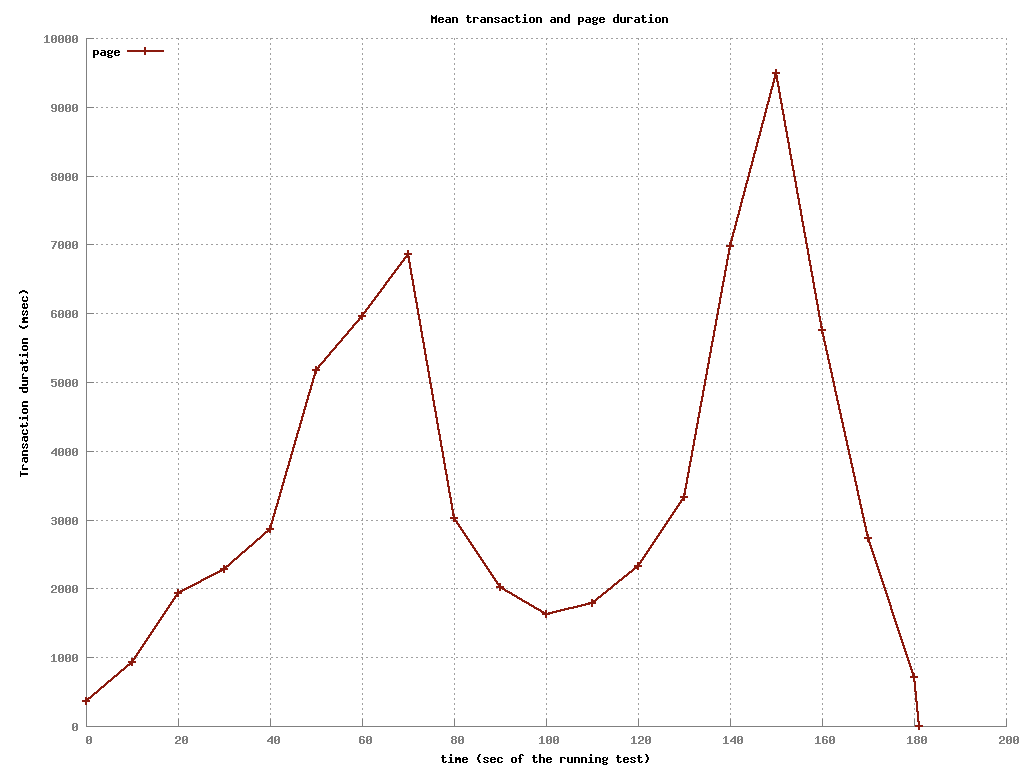 Mean transaction and page duration
10000
page
9000
8000
7000
6000
5000
4000
3000
2000
1000
0
Transaction duration (msec)
0 20 40 60 80 100 120 140 160 180 200
time (sec of the running test)